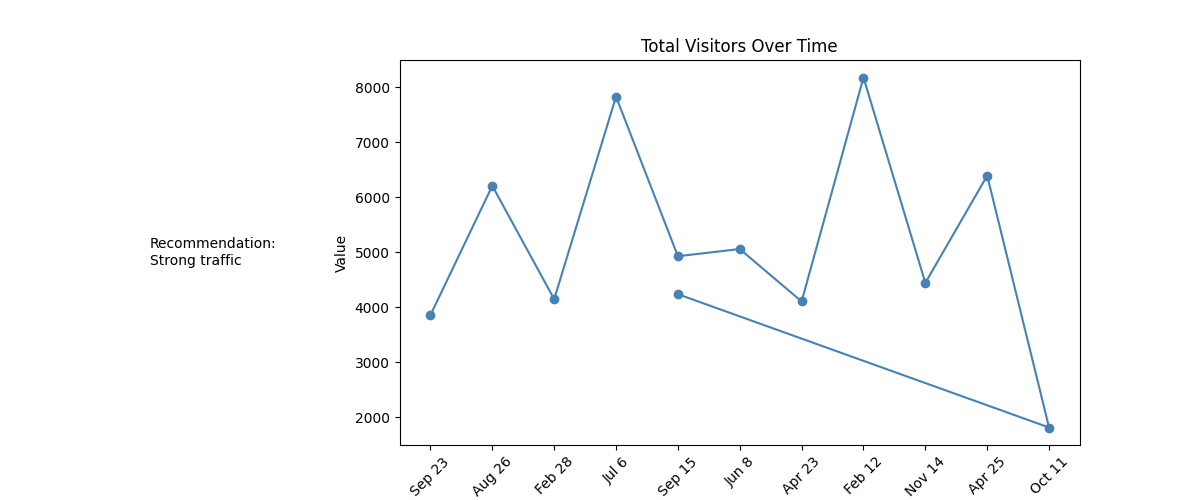 Total Visitors Over Time
Recommendation:
Strong traffic
Value
8000
7000
6000
5000
4000
3000
2000
Sep 23
Aug 26
Feb 28
Jul 6
Sep 15
Jun 8
Apr 23
Feb 12
Nov 14
Apr 25
Oct 11